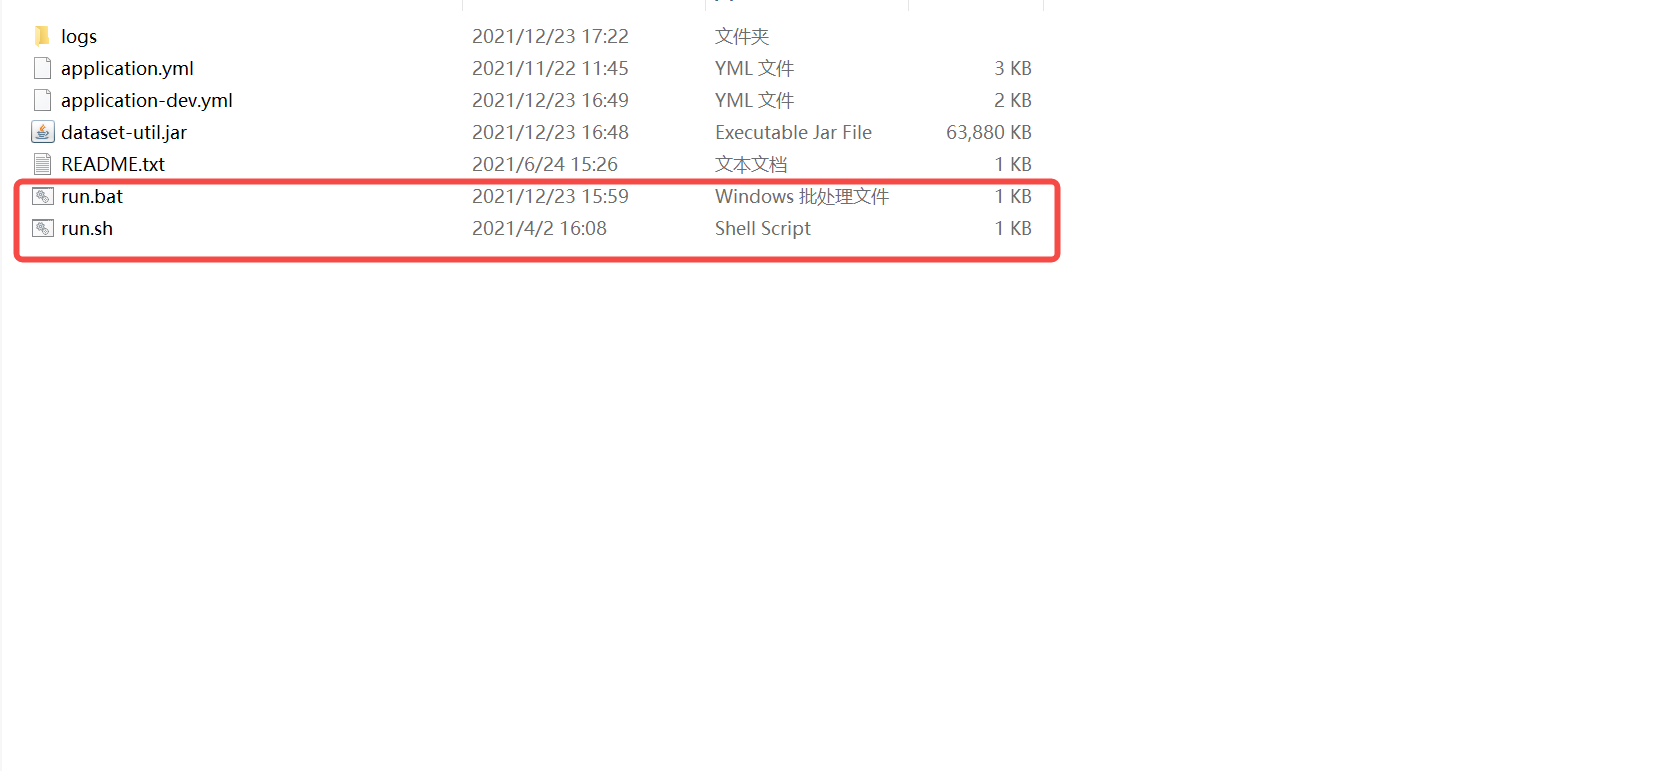 logs 2021/12/23 17:22 文件夹
application.yml 2021/11/22 11:45 YML 文件 3 KB
application-dev.yml 2021/12/23 16:49 YML 文件 2 KB
dataset-util.jar 2021/12/23 16:48 Executable Jar File 63,880 KB
README.txt 2021/6/24 15:26 文本文档 1 KB
run.bat 2021/12/23 15:59 Windows 批处理文件 1 KB
run.sh 2021/4/2 16:08 Shell Script 1 KB